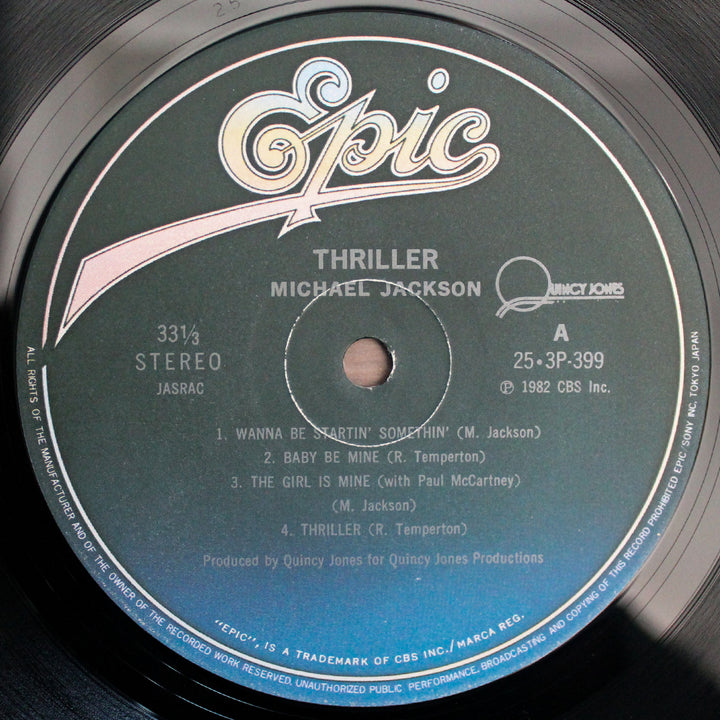 25
Epic
THRILLER
MICHAEL JACKSON
QUINCY JONES
33⅓
STEREO
JASRAC
A
25•3P-399
℗ 1982 CBS Inc.
1. WANNA BE STARTIN' SOMETHIN' (M. Jackson)
2. BABY BE MINE (R. Temperton)
3. THE GIRL IS MINE (with Paul McCartney)
(M. Jackson)
4. THRILLER (R. Temperton)
Produced by Quincy Jones for Quincy Jones Productions
"EPIC", IS A TRADEMARK OF CBS INC./MARCA REG.
ALL RIGHTS OF THE MANUFACTURER AND OF THE OWNER OF THE RECORDED WORK RESERVED. UNAUTHORIZED PUBLIC PERFORMANCE, BROADCASTING AND COPYING OF THIS RECORD PROHIBITED EPIC/SONY INC. TOKYO JAPAN